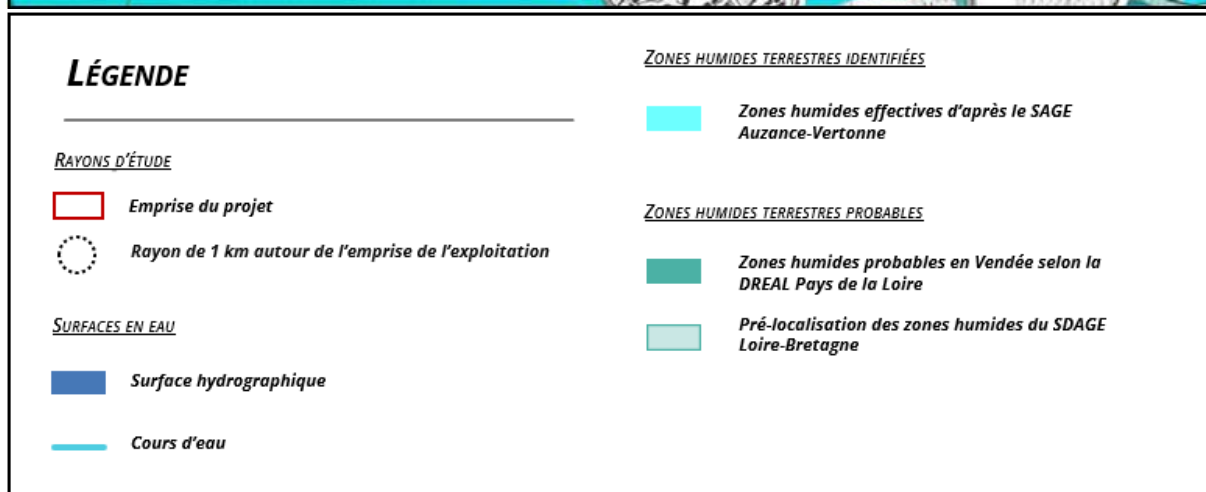 LÉGENDE
RAYONS D'ÉTUDE
Emprise du projet
Rayon de 1 km autour de l'emprise de l'exploitation
SURFACES EN EAU
Surface hydrographique
Cours d'eau
ZONES HUMIDES TERRESTRES IDENTIFIÉES
Zones humides effectives d'après le SAGE
Auzance-Vertonne
ZONES HUMIDES TERRESTRES PROBABLES
Zones humides probables en Vendée selon la
DREAL Pays de la Loire
Pré-localisation des zones humides du SDAGE
Loire-Bretagne